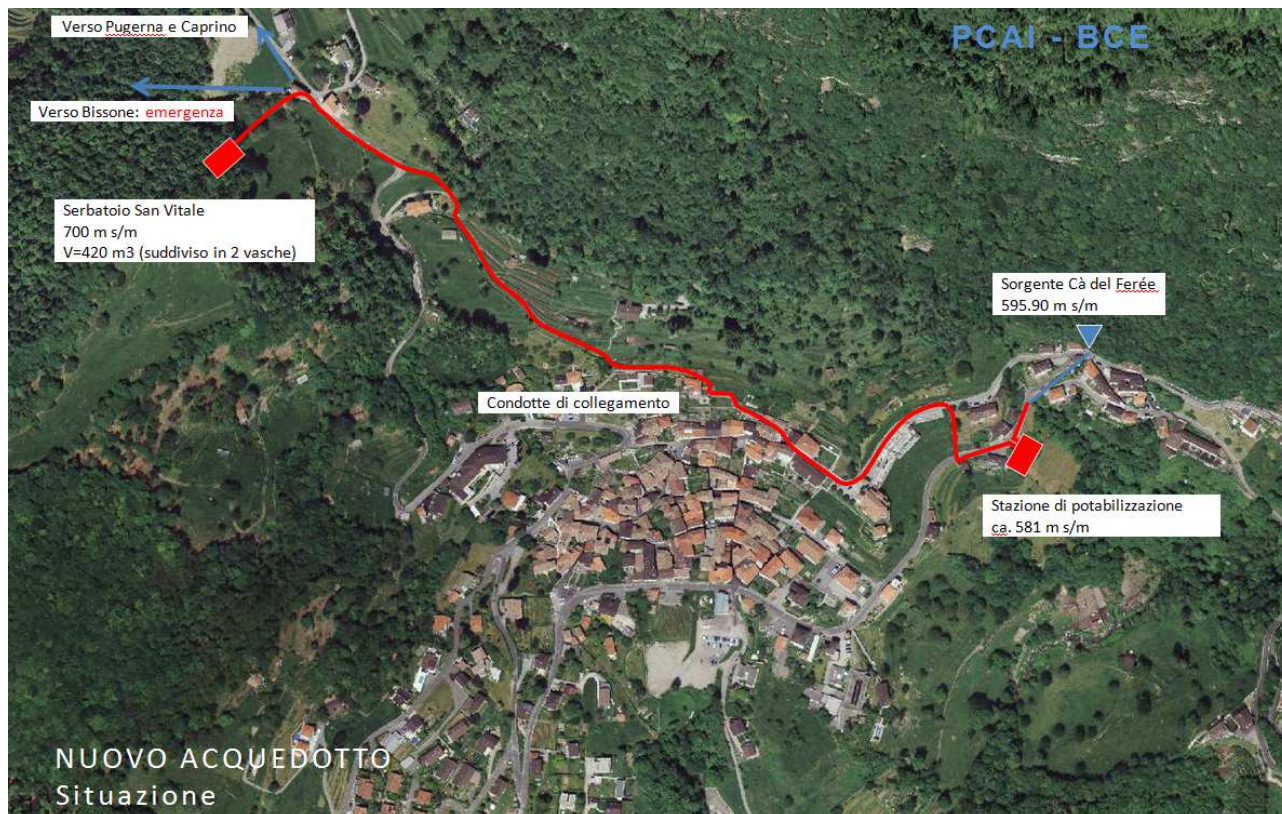 Verso Pugerna e Caprino
PCAI - BCE
Verso Bissone: emergenza
Serbatoio San Vitale
700 m s/m
V=420 m3 (suddiviso in 2 vasche)
Sorgente Cà del Ferée
595.90 m s/m
Condotte di collegamento
Stazione di potabilizzazione
ca. 581 m s/m
NUOVO ACQUEDOTTO
Situazione